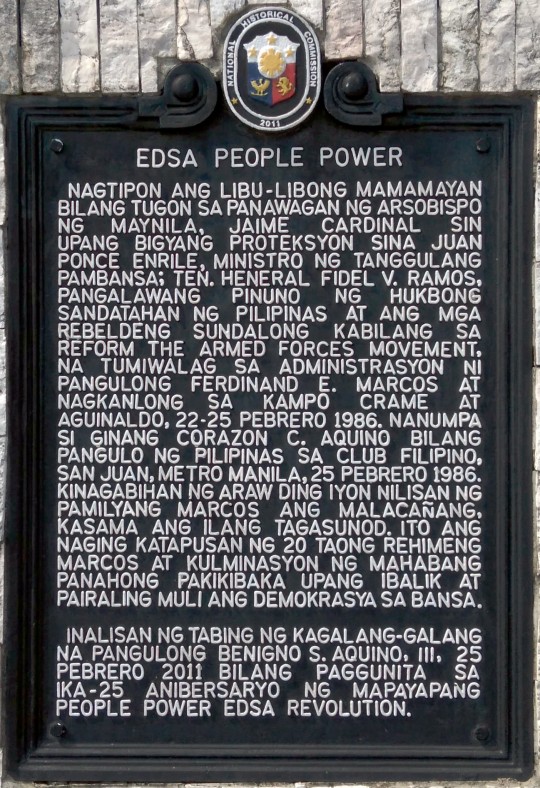 NATIONAL HISTORICAL COMMISSION
2011
EDSA PEOPLE POWER
NAGTIPON ANG LIBU-LIBONG MAMAMAYAN
BILANG TUGON SA PANAWAGAN NG ARSOBISPO
NG MAYNILA, JAIME CARDINAL SIN
UPANG BIGYANG PROTEKSYON SINA JUAN
PONCE ENRILE, MINISTRO NG TANGGULANG
PAMBANSA; TEN. HENERAL FIDEL V. RAMOS,
PANGALAWANG PINUNO NG HUKBONG
SANDATAHAN NG PILIPINAS AT ANG MGA
REBELDENG SUNDALONG KABILANG SA
REFORM THE ARMED FORCES MOVEMENT,
NA TUMIWALAG SA ADMINISTRASYON NI
PANGULONG FERDINAND E. MARCOS AT
NAGKANLONG SA KAMPO CRAME AT
AGUINALDO, 22-25 PEBRERO 1986. NANUMPA
SI GINANG CORAZON C. AQUINO BILANG
PANGULO NG PILIPINAS SA CLUB FILIPINO,
SAN JUAN, METRO MANILA, 25 PEBRERO 1986.
KINAGABIHAN NG ARAW DING IYON NILISAN NG
PAMILYANG MARCOS ANG MALACAÑANG,
KASAMA ANG ILANG TAGASUNOD. ITO ANG
NAGING KATAPUSAN NG 20 TAONG REHIMENG
MARCOS AT KULMINASYON NG MAHABANG
PANAHONG PAKIKIBAKA UPANG IBALIK AT
PAIRALING MULI ANG DEMOKRASYA SA BANSA.
INALISAN NG TABING NG KAGALANG-GALANG
NA PANGULONG BENIGNO S. AQUINO, III, 25
PEBRERO 2011 BILANG PAGGUNITA SA
IKA-25 ANIBERSARYO NG MAPAYAPANG
PEOPLE POWER EDSA REVOLUTION.